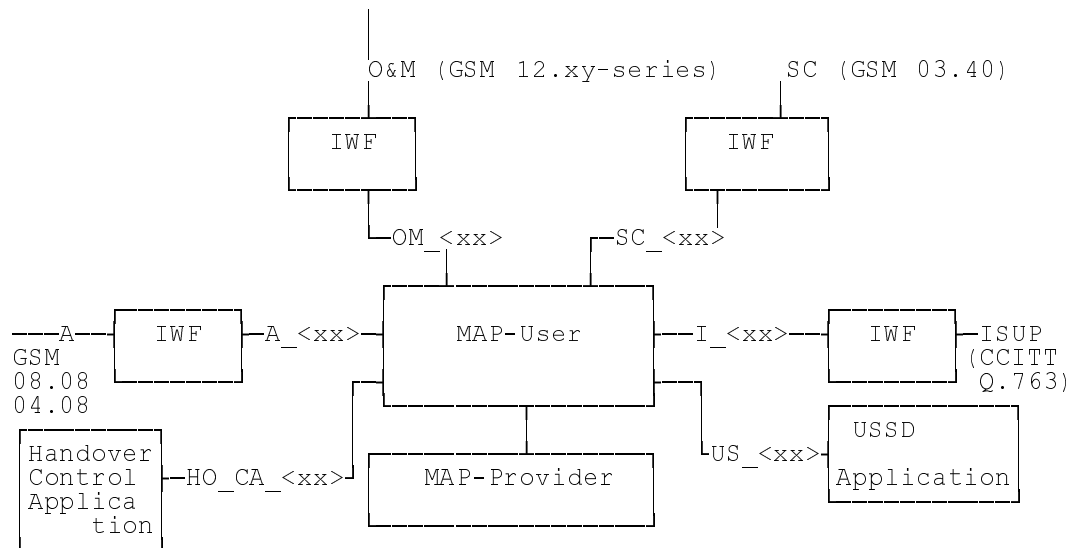 O&M (GSM 12.xy-series)
SC (GSM 03.40)
IWF
IWF
OM_<xx>
SC_<xx>
A
IWF
A_<xx>
MAP-User
I_<xx>
IWF
ISUP
(CCITT
Q.763)
GSM
08.08
04.08
Handover
Control
Applica
tion
HO_CA_<xx>
MAP-Provider
US_<xx>
USSD
Application